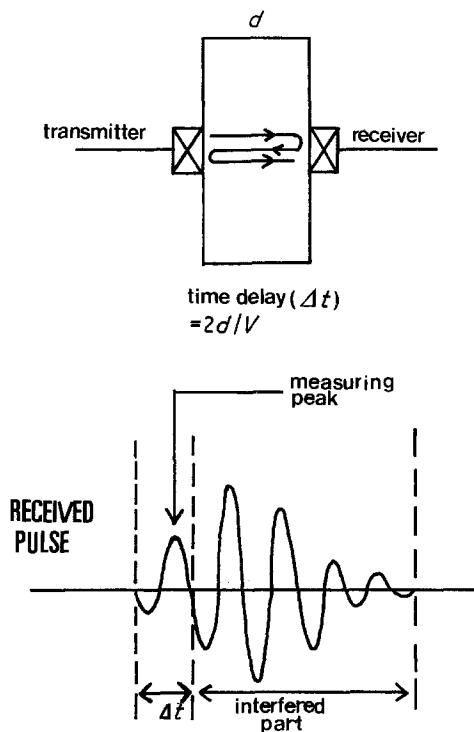 d
transmitter
receiver
time delay (Δt)
=2d/V
measuring
peak
RECEIVED
PULSE
Δt
interfered
part